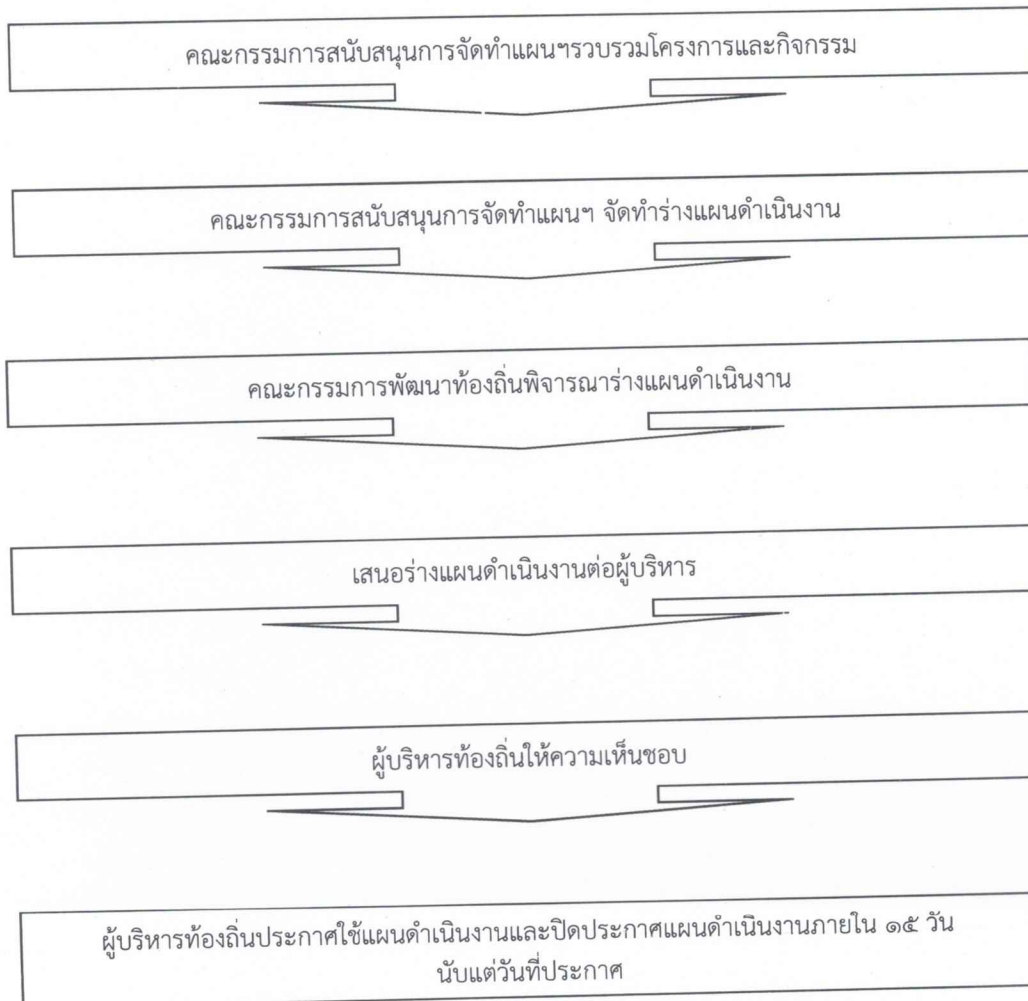 คณะกรรมการสนับสนุนการจัดทำแผนฯรวบรวมโครงการและกิจกรรม
คณะกรรมการสนับสนุนการจัดทำแผนฯ จัดทำร่างแผนดำเนินงาน
คณะกรรมการพัฒนาท้องถิ่นพิจารณาร่างแผนดำเนินงาน
เสนอร่างแผนดำเนินงานต่อผู้บริหาร
ผู้บริหารท้องถิ่นให้ความเห็นชอบ
ผู้บริหารท้องถิ่นประกาศใช้แผนดำเนินงานและปิดประกาศแผนดำเนินงานภายใน ๑๕ วัน
นับแต่วันที่ประกาศ